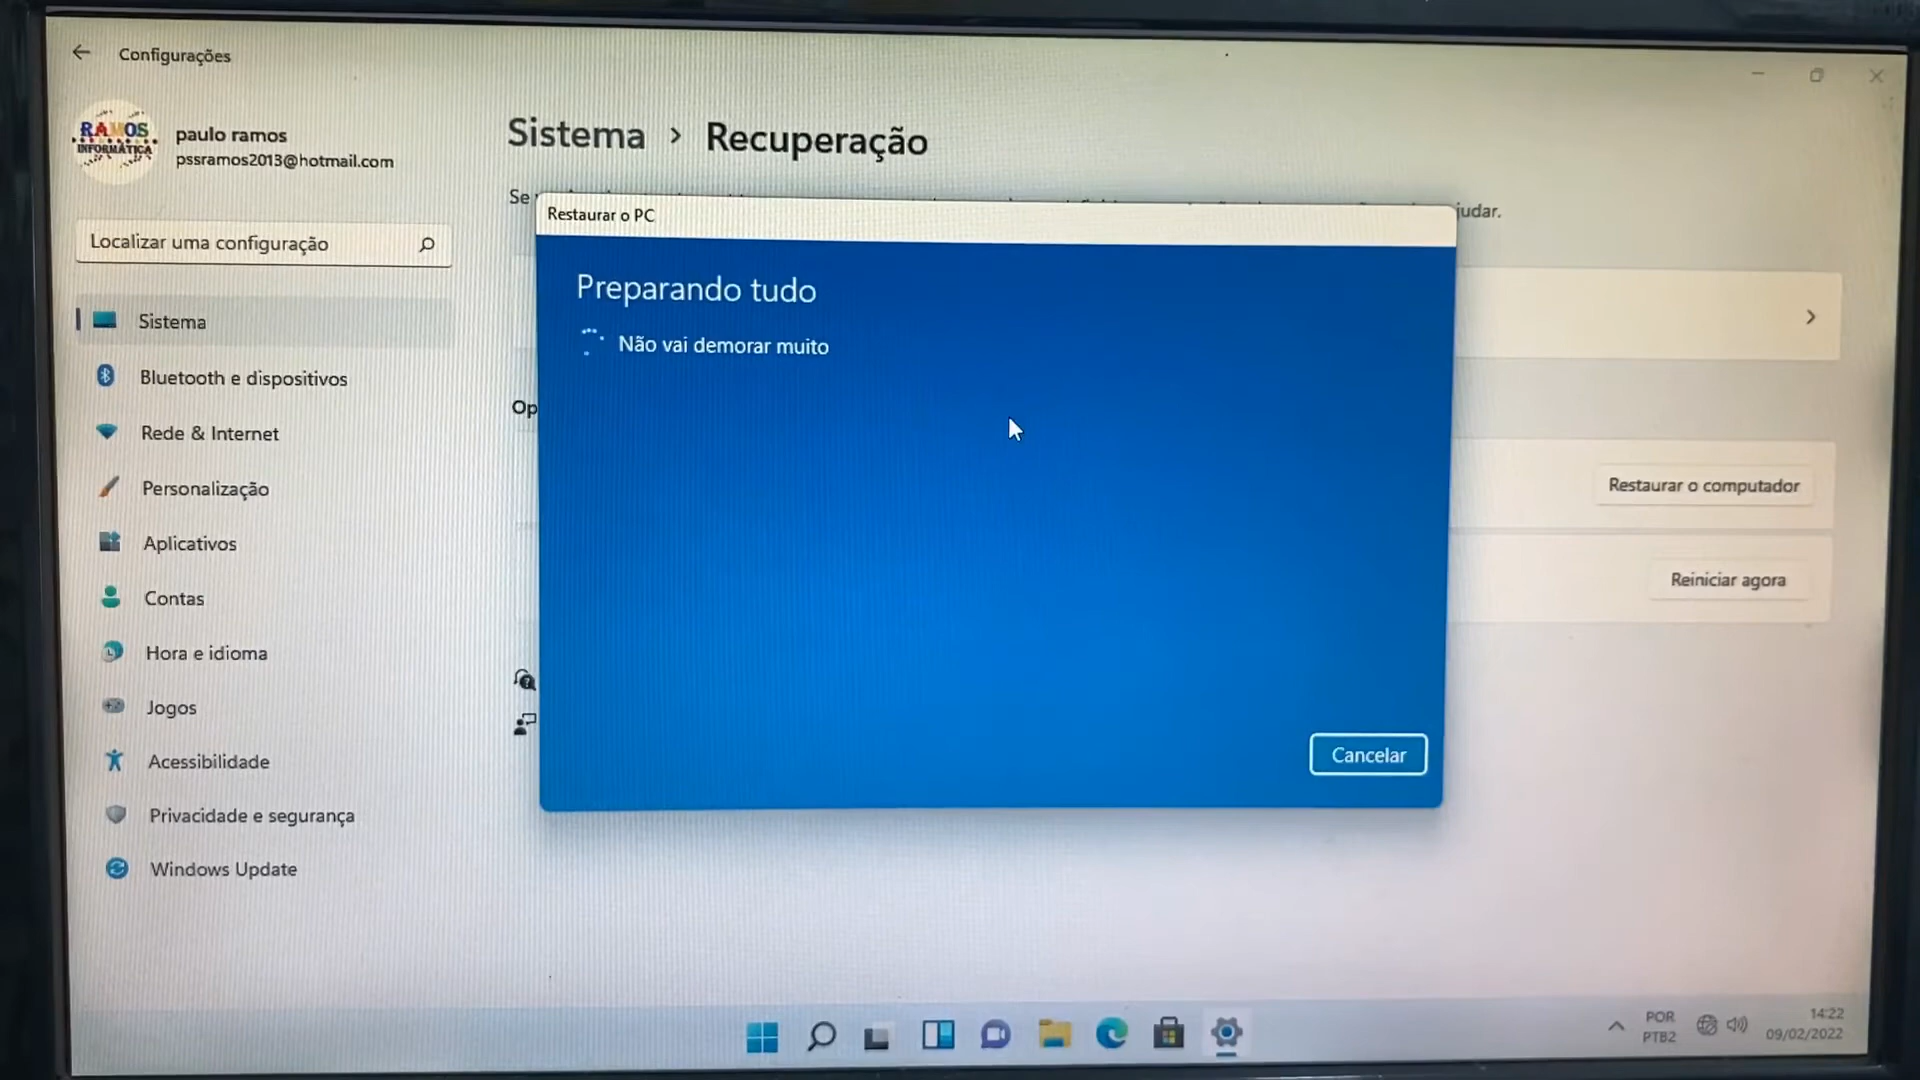 Configurações
RAMOS
INFORMÁTICA
paulo ramos
pssramos2013@hotmail.com
Localizar uma configuração
Sistema
Bluetooth e dispositivos
Rede & Internet
Personalização
Aplicativos
Contas
Hora e idioma
Jogos
Acessibilidade
Privacidade e segurança
Windows Update
Sistema > Recuperação
Se
judar.
Restaurar o PC
Preparando tudo
Não vai demorar muito
Cancelar
Op
Restaurar o computador
Reiniciar agora
POR
PTB2
14:22
09/02/2022